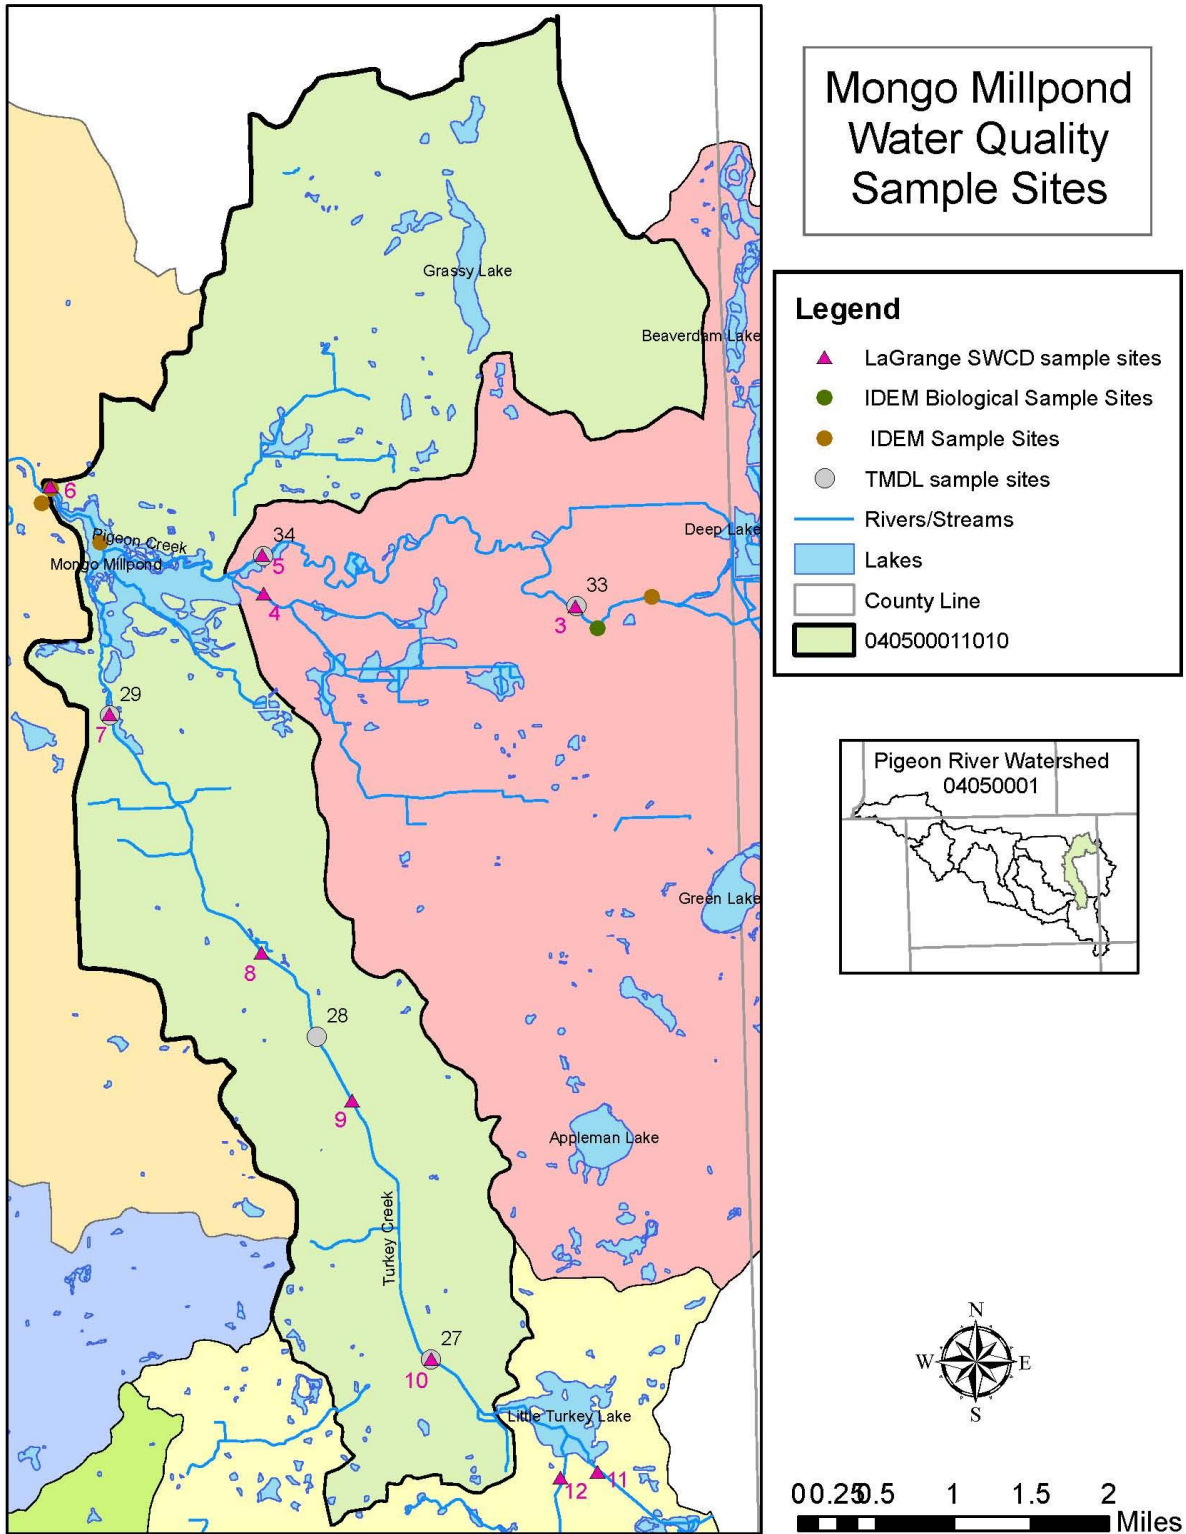 Mongo Millpond
Water Quality
Sample Sites
Legend
LaGrange SWCD sample sites
IDEM Biological Sample Sites
IDEM Sample Sites
TMDL sample sites
Rivers/Streams
Lakes
County Line
040500011010
Pigeon River Watershed
04050001
Grassy Lake
Beaverdam Lake
6
Pigeon Creek
Mongo Millpond
34
5
4
Deep Lake
33
3
29
7
Green Lake
8
28
9
Appleman Lake
Turkey Creek
27
10
Little Turkey Lake
11
12
N
W
E
S
0 0.25 0.5 1 1.5 2
Miles